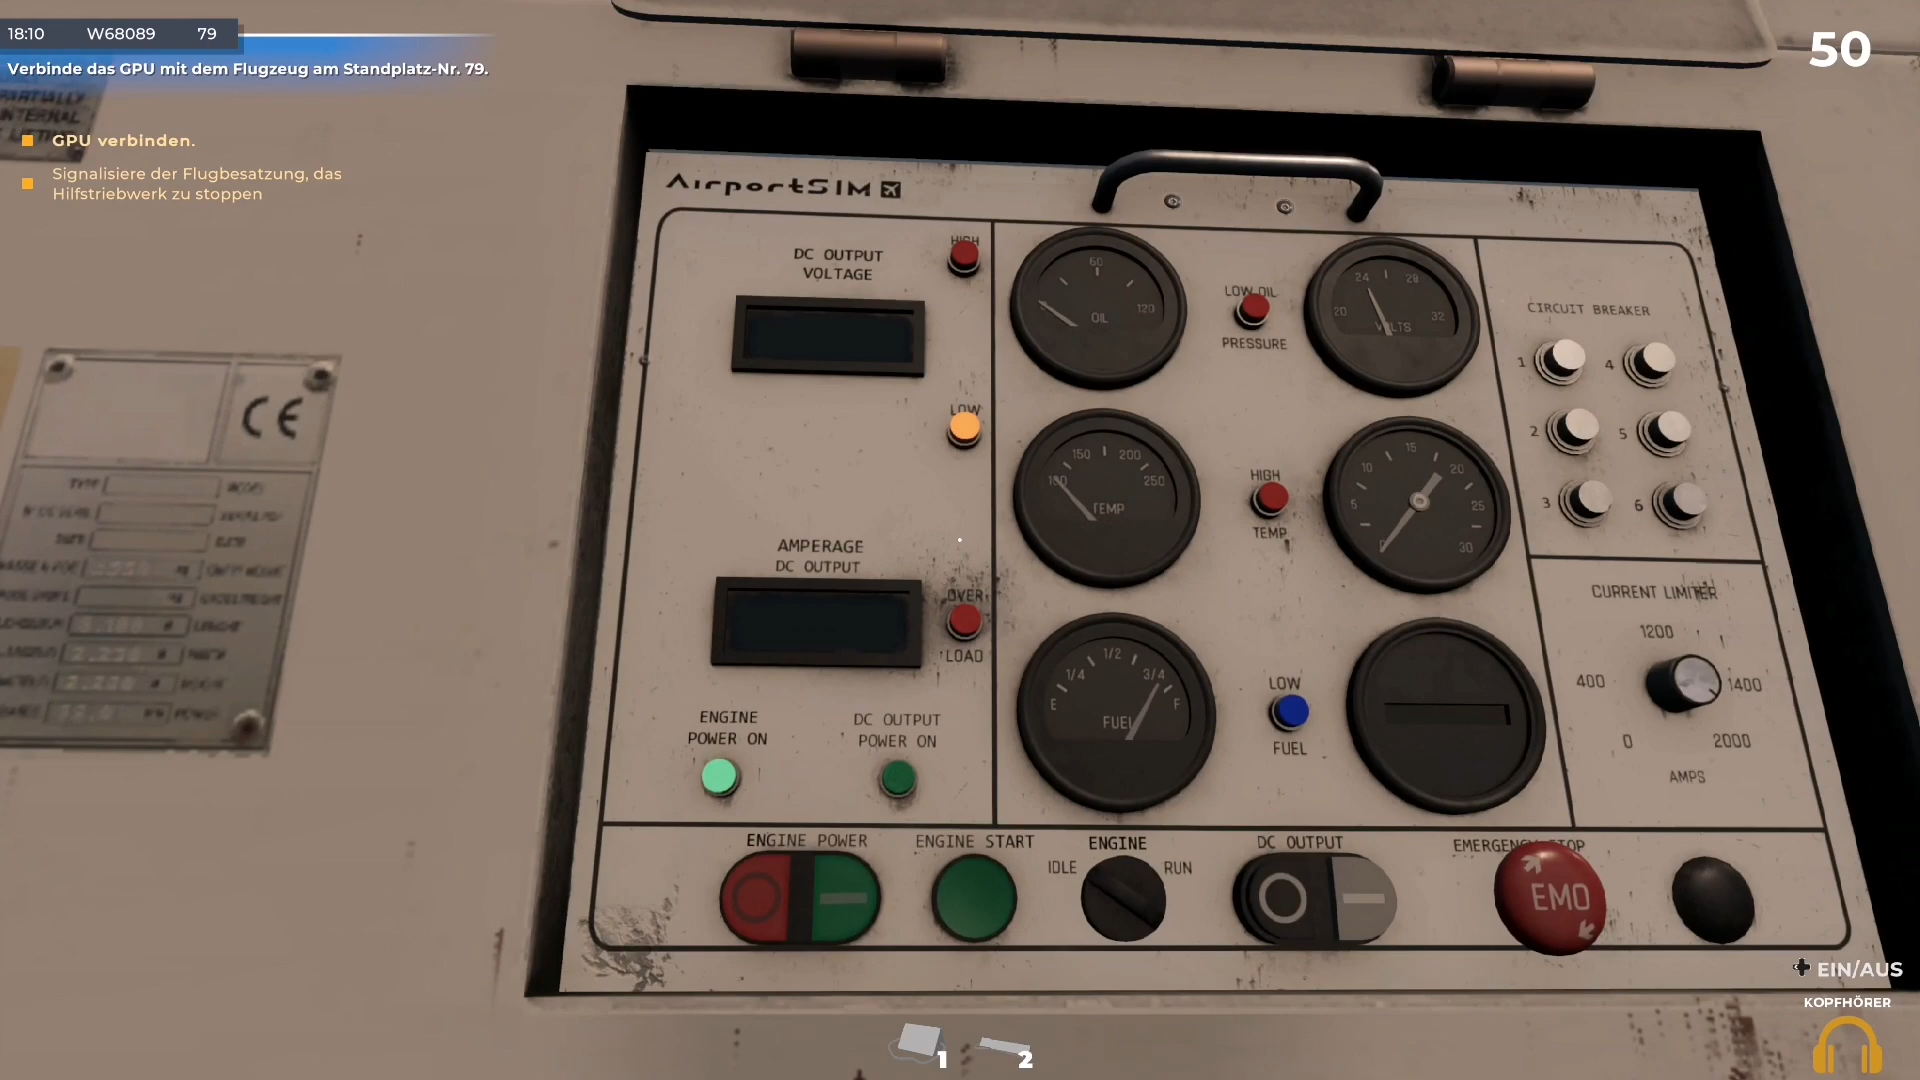 18:10 W68089 79
50
Verbinde das GPU mit dem Flugzeug am Standplatz-Nr. 79.
PARTIALLY
INTERNAL
GPU verbinden.
Signalisiere der Flugbesatzung, das
Hilfstriebwerk zu stoppen
CE
AirportSIM
DC OUTPUT
VOLTAGE
HIGH
LOW
AMPERAGE
DC OUTPUT
OVER
LOAD
ENGINE
POWER ON
DC OUTPUT
POWER ON
60
120
OIL
LOW OIL
PRESSURE
20 24 28 32
VOLTS
150 200
250
TEMP
HIGH
TEMP
0 5 10 15 20 25 30
E 1/4 1/2 3/4 F
FUEL
LOW
FUEL
CIRCUIT BREAKER
1 4
2 5
3 6
CURRENT LIMITER
1200
400 1400
0 2000
AMPS
ENGINE POWER
ENGINE START
ENGINE
IDLE RUN
DC OUTPUT
EMERGENCY STOP
EMO
EIN/AUS
KOPFHÖRER
1 2